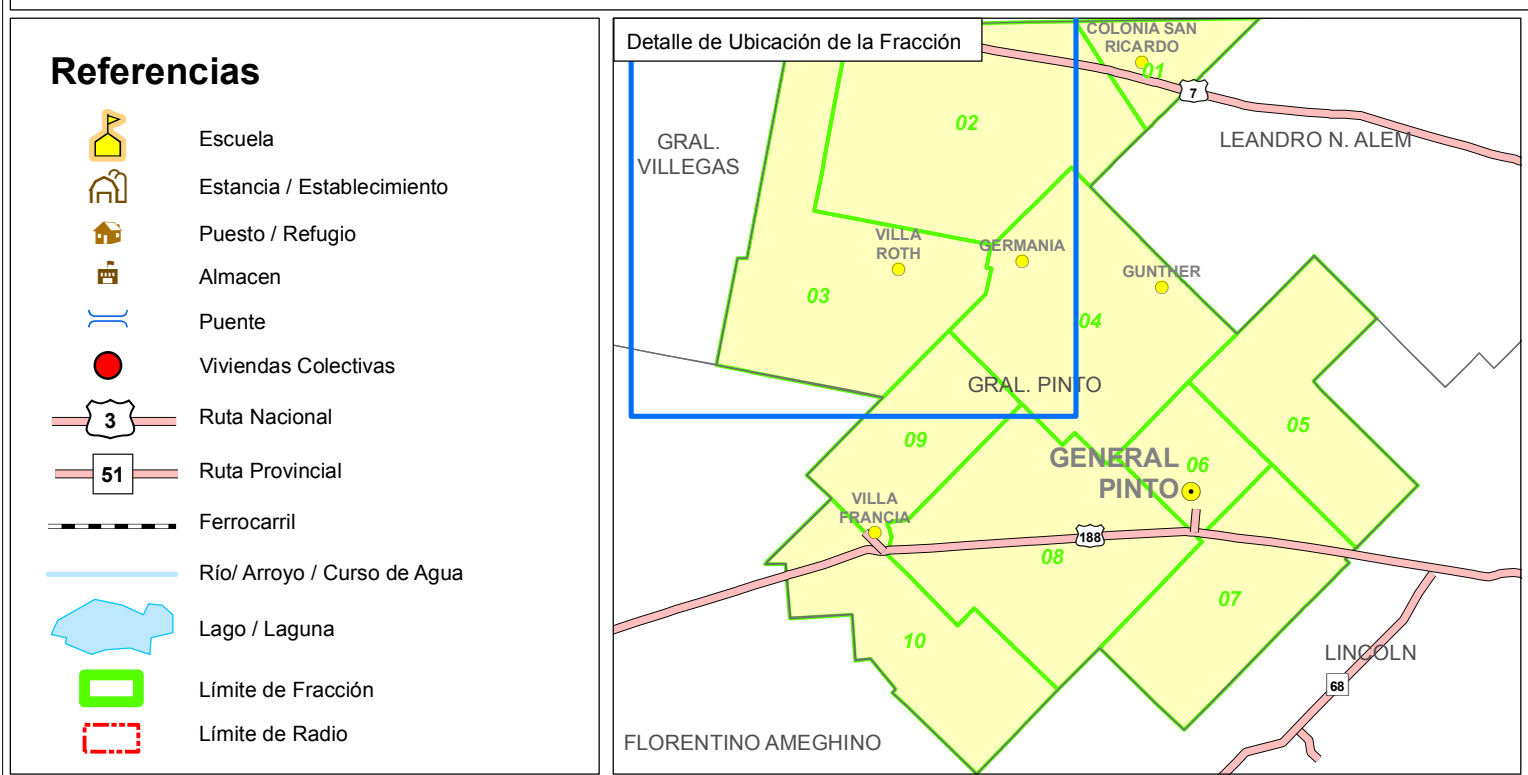 Referencias
Escuela
Estancia / Establecimiento
Puesto / Refugio
Almacen
Puente
Viviendas Colectivas
3
Ruta Nacional
51
Ruta Provincial
Ferrocarril
Río/ Arroyo / Curso de Agua
Lago / Laguna
Límite de Fracción
Límite de Radio
Detalle de Ubicación de la Fracción
COLONIA SAN
RICARDO
01
7
02
GRAL.
VILLEGAS
LEANDRO N. ALEM
VILLA
ROTH
GERMANIA
GUNTHER
03
04
GRAL. PINTO
05
09
GENERAL
PINTO
06
VILLA
FRANCIA
188
08
07
10
LINCOLN
68
FLORENTINO AMEGHINO